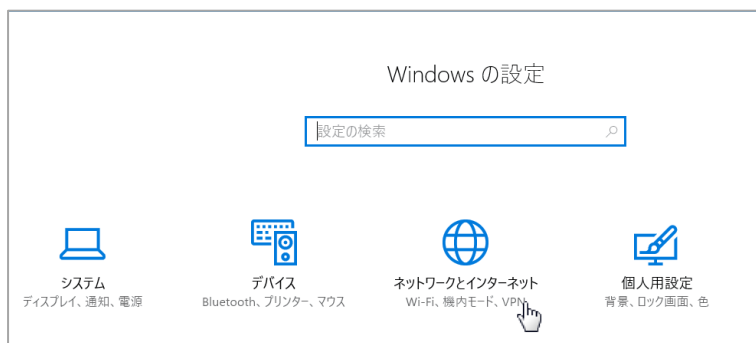 Windows の設定
設定の検索
システム
ディスプレイ、通知、電源
デバイス
Bluetooth、プリンター、マウス
ネットワークとインターネット
Wi-Fi、機内モード、VPN
個人用設定
背景、ロック画面、色